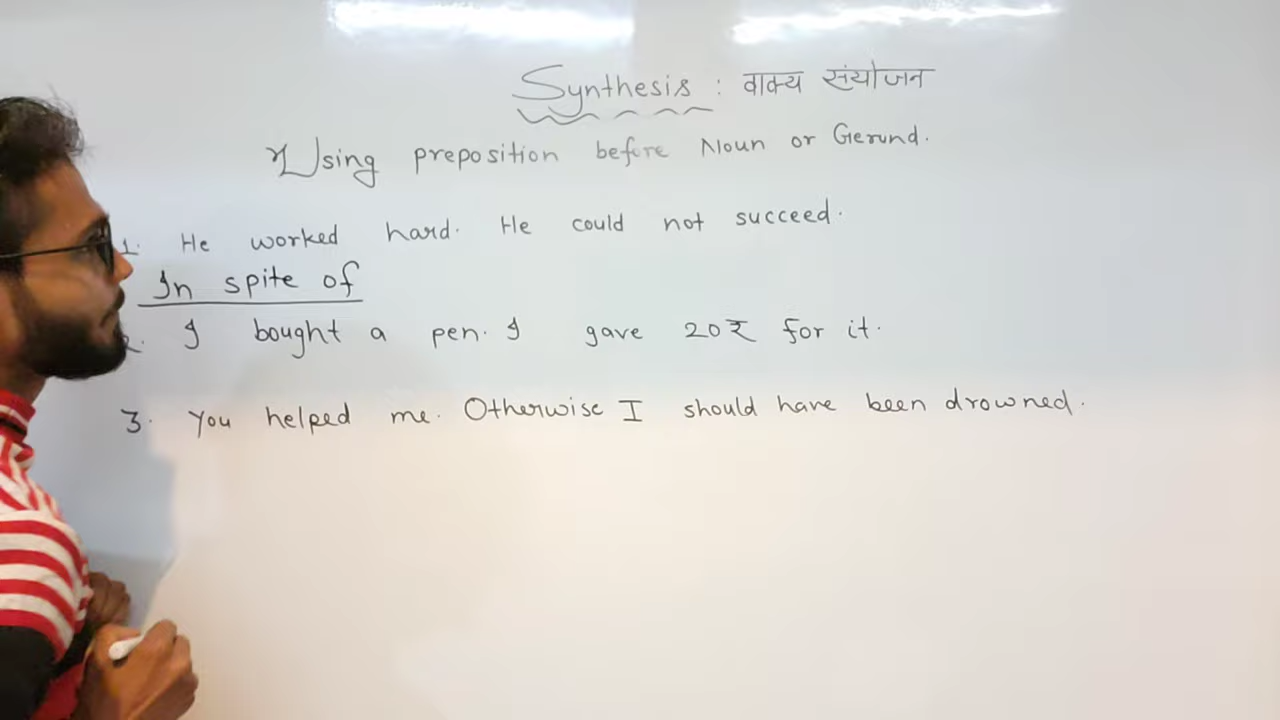 Synthesis : वाक्य संयोजन
Using preposition before Noun or Gerund.
1. He worked hard. He could not succeed.
In spite of
2. I bought a pen. I gave 20₹ for it.
3. You helped me. Otherwise I should have been drowned.